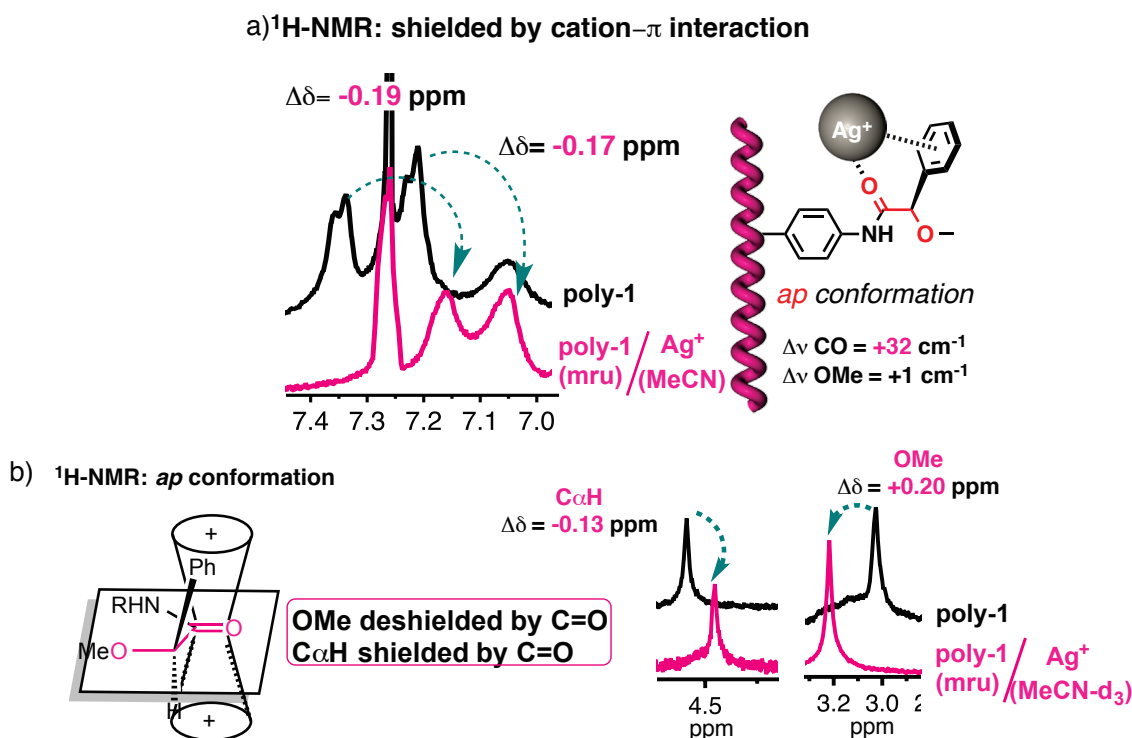 a) ¹H-NMR: shielded by cation–π interaction
Δδ= -0.19 ppm
Δδ= -0.17 ppm
poly-1
poly-1 / Ag⁺
(mru) (MeCN)
7.4 7.3 7.2 7.1 7.0
Ag⁺
O
NH
O
ap conformation
Δν CO = +32 cm⁻¹
Δν OMe = +1 cm⁻¹
b) ¹H-NMR: ap conformation
+
Ph
RHN
O
MeO
H
+
OMe deshielded by C=O
CαH shielded by C=O
CαH
Δδ = -0.13 ppm
OMe
Δδ = +0.20 ppm
poly-1
poly-1 / Ag⁺
(mru) (MeCN-d₃)
4.5
ppm
3.2 3.0 2
ppm